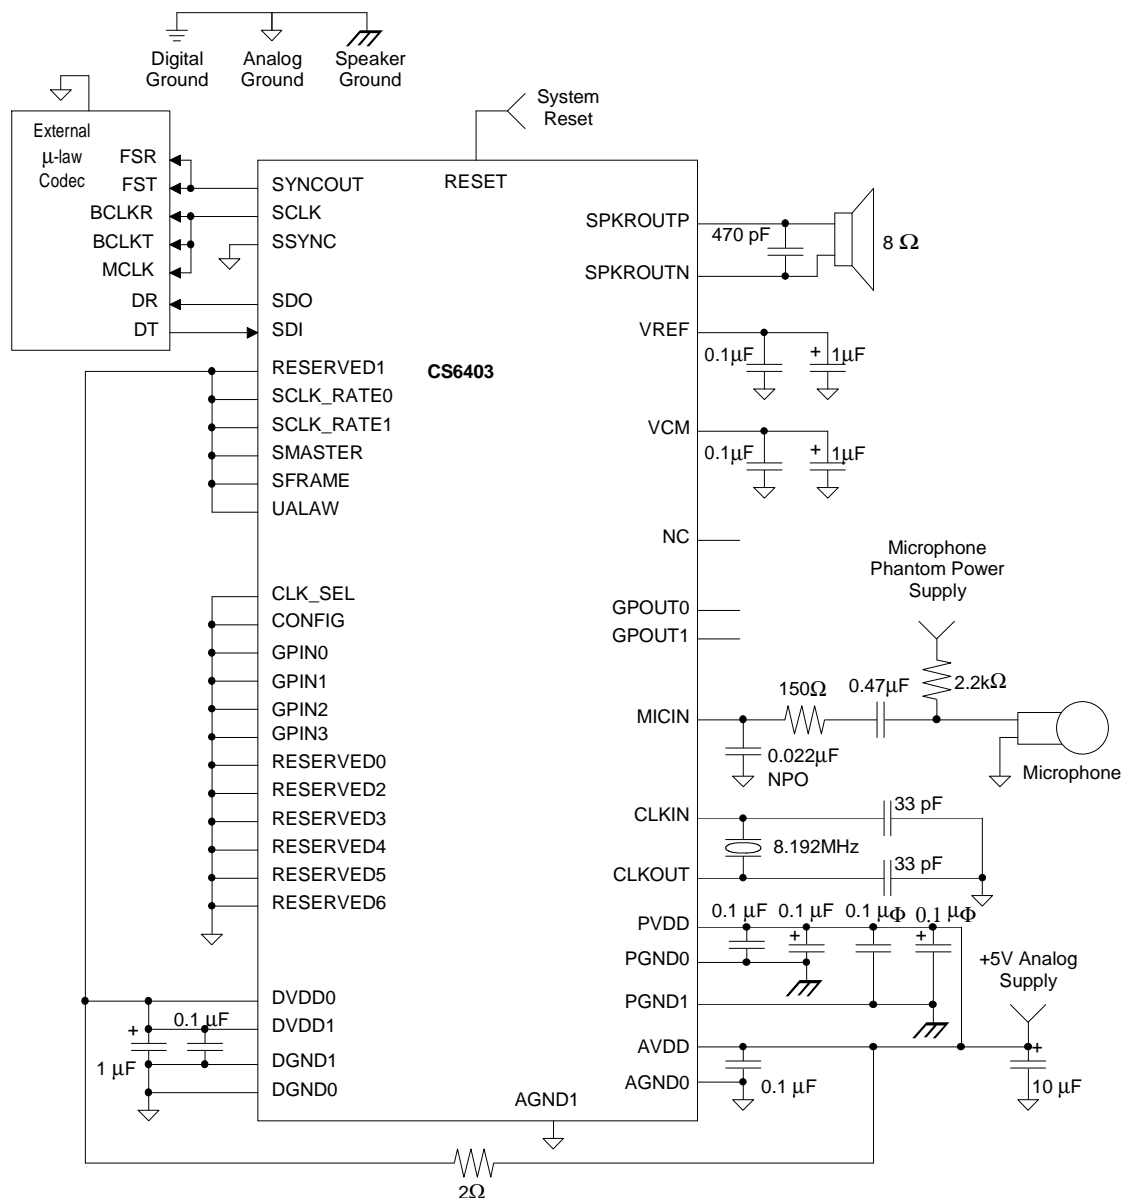 Digital
Ground
Analog
Ground
Speaker
Ground
System
Reset
External
μ-law
Codec
FSR
FST
BCLKR
BCLKT
MCLK
DR
DT
RESET
CS6403
SYNCOUT
SCLK
SSYNC
SDO
SDI
RESERVED1
SCLK_RATE0
SCLK_RATE1
SMASTER
SFRAME
UALAW
CLK_SEL
CONFIG
GPIN0
GPIN1
GPIN2
GPIN3
RESERVED0
RESERVED2
RESERVED3
RESERVED4
RESERVED5
RESERVED6
DVDD0
DVDD1
DGND1
DGND0
+
0.1 μF
1 μF
AGND1
2Ω
SPKROUTP
SPKROUTN
470 pF
8 Ω
VREF
0.1μF
+
1μF
VCM
0.1μF
+
1μF
NC
GPOUT0
GPOUT1
Microphone
Phantom Power
Supply
2.2kΩ
MICIN
150Ω
0.47μF
0.022μF
NPO
Microphone
CLKIN
33 pF
8.192MHz
CLKOUT
33 pF
PVDD
0.1 μF
0.1 μF
0.1 μΦ
0.1 μΦ
+
+
PGND0
PGND1
+5V Analog
Supply
AVDD
AGND0
0.1 μF
+
10 μF